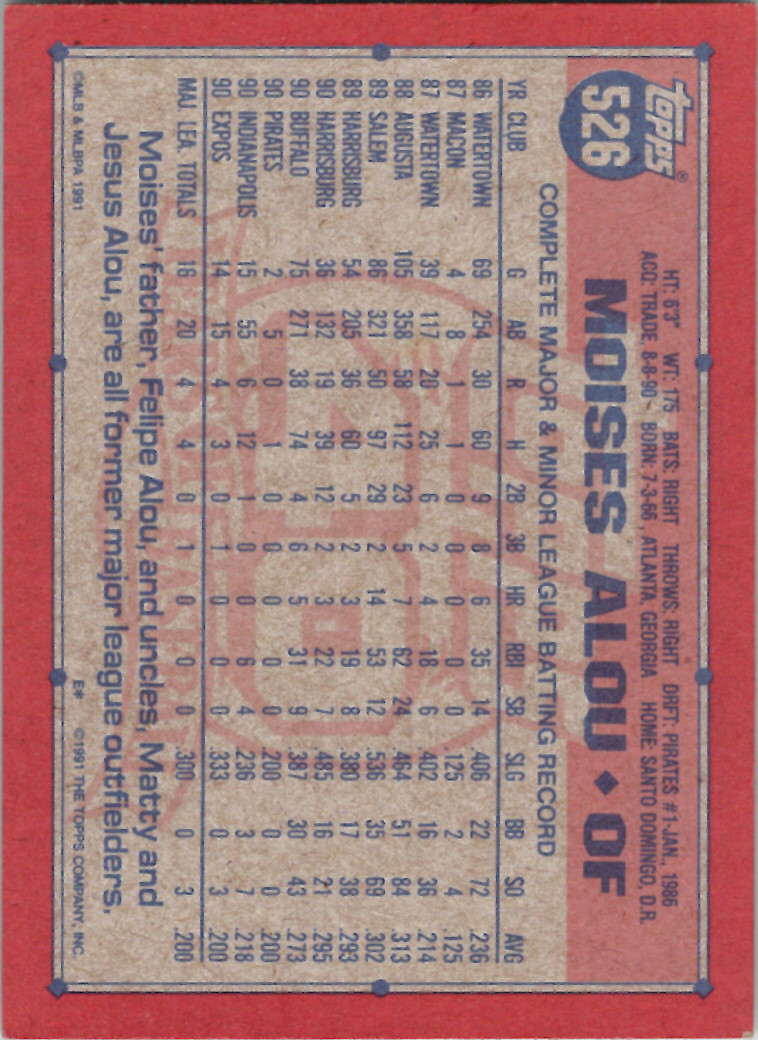 topps®
526
HT: 6'3" WT: 175 BATS: RIGHT THROWS: RIGHT DRFT: PIRATES #1-JAN., 1986
ACQ: TRADE, 8-8-90 BORN: 7-3-66, ATLANTA, GEORGIA HOME: SANTO DOMINGO, D.R.
MOISES ALOU ◆ OF
COMPLETE MAJOR & MINOR LEAGUE BATTING RECORD
YR CLUB G AB R H 2B 3B HR RBI SB SLG BB SO AVG
86 WATERTOWN 69 254 30 60 9 8 6 35 14 .406 22 72 .236
87 MACON 4 8 1 1 0 0 0 0 0 .125 2 4 .125
87 WATERTOWN 39 117 20 25 6 2 4 18 6 .402 16 36 .214
88 AUGUSTA 105 358 58 112 23 5 7 62 24 .464 51 84 .313
89 SALEM 86 321 50 97 29 2 14 53 12 .536 35 69 .302
89 HARRISBURG 54 205 36 60 5 2 3 19 8 .380 17 38 .293
90 HARRISBURG 36 132 19 39 12 2 3 22 7 .485 16 21 .295
90 BUFFALO 75 271 38 74 4 6 5 31 9 .387 30 43 .273
90 PIRATES 2 5 0 1 0 0 0 0 0 .200 0 0 .200
90 INDIANAPOLIS 15 55 6 12 1 0 0 6 4 .236 3 7 .218
90 EXPOS 14 15 4 3 0 1 0 0 0 .333 0 3 .200
MAJ. LEA. TOTALS 16 20 4 4 0 1 0 0 0 .300 0 3 .200
Moises' father, Felipe Alou, and uncles, Matty and
Jesus Alou, are all former major league outfielders.
©MLB & MLBPA 1991 E* ©1991 THE TOPPS COMPANY, INC.